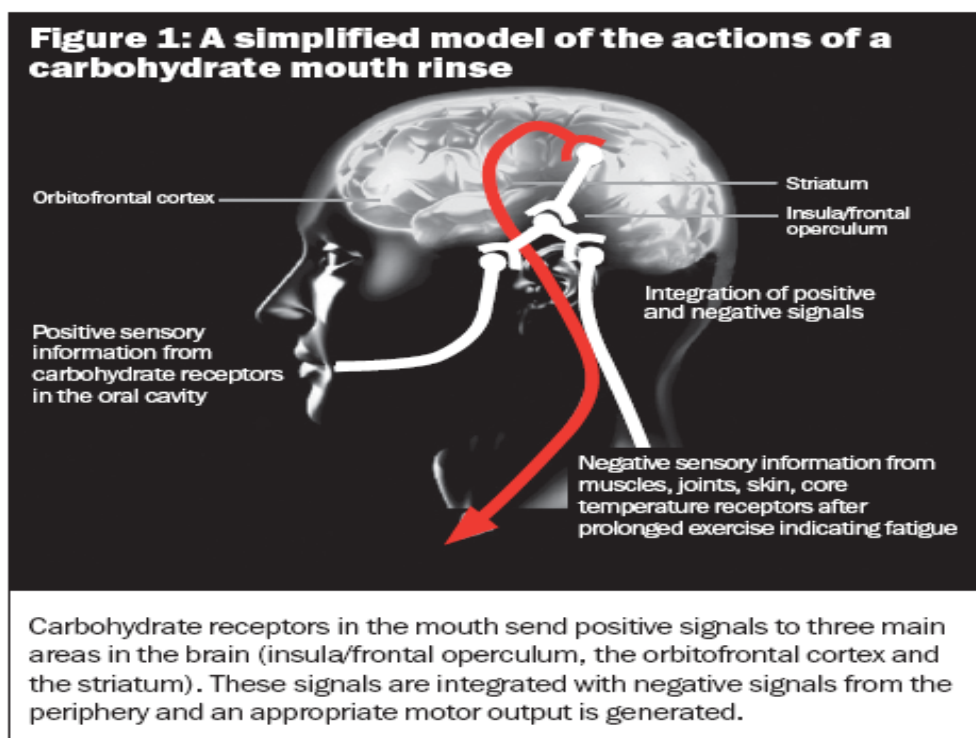 Figure 1: A simplified model of the actions of a
carbohydrate mouth rinse
Orbitofrontal cortex
Striatum
Insula/frontal
operculum
Integration of positive
and negative signals
Positive sensory
information from
carbohydrate receptors
in the oral cavity
Negative sensory information from
muscles, joints, skin, core
temperature receptors after
prolonged exercise indicating fatigue
Carbohydrate receptors in the mouth send positive signals to three main
areas in the brain (insula/frontal operculum, the orbitofrontal cortex and
the striatum). These signals are integrated with negative signals from the
periphery and an appropriate motor output is generated.